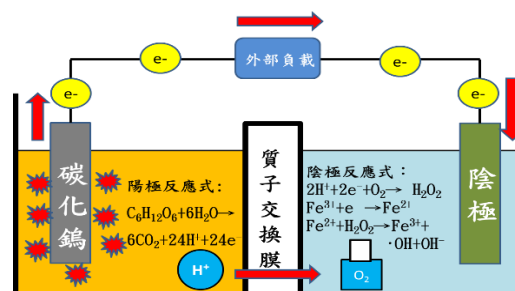 外部負載
e-
e-
e-
e-
碳化鎢
陽極反應式:
C₆H₁₂O₆+6H₂O→
6CO₂+24H⁺+24e⁻
H⁺
質子交換膜
陰極反應式:
2H⁺+2e⁻+O₂→ H₂O₂
Fe³⁺+e →Fe²⁺
Fe²⁺+H₂O₂→Fe³⁺+
·OH+OH⁻
O₂
陰極